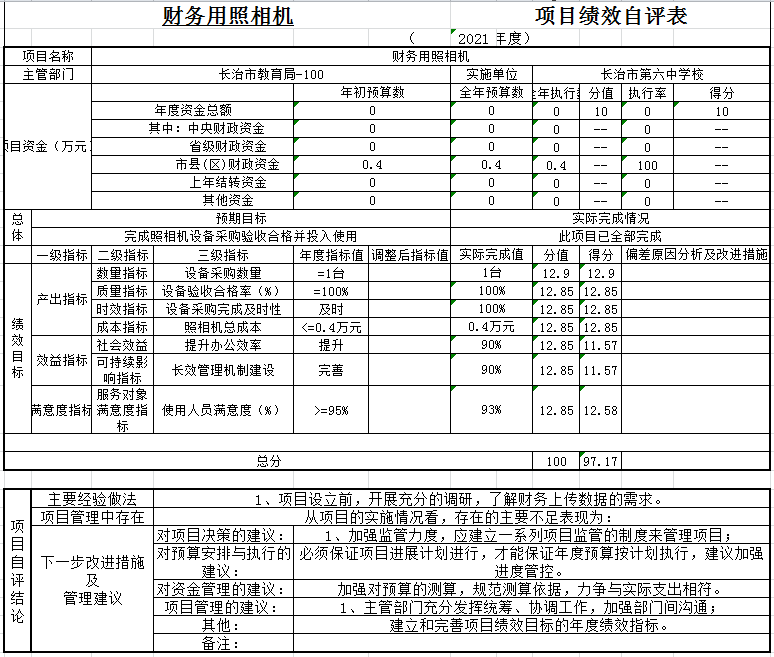 财务用照相机 项目绩效自评表
（ 2021 年度）
项目名称 财务用照相机
主管部门 长治市教育局-100 实施单位 长治市第六中学校
年初预算数 全年预算数 全年执行数 分值 执行率 得分
项目资金（万元）
年度资金总额 0 0 0 10 0 10
其中：中央财政资金 0 0 0 -- 0 --
省级财政资金 0 0 0 -- 0 --
市县(区)财政资金 0.4 0.4 0.4 -- 100 --
上年结转资金 0 0 0 -- 0 --
其他资金 0 0 0 -- 0 --
总体
预期目标 实际完成情况
完成照相机设备采购验收合格并投入使用 此项目已全部完成
绩效目标
一级指标 二级指标 三级指标 年度指标值 调整后指标值 实际完成值 分值 得分 偏差原因分析及改进措施
产出指标
数量指标 设备采购数量 =1台 1台 12.9 12.9
质量指标 设备验收合格率（%） =100% 100% 12.85 12.85
时效指标 设备采购完成及时性 及时 100% 12.85 12.85
成本指标 照相机总成本 <=0.4万元 0.4万元 12.85 12.85
效益指标
社会效益 提升办公效率 提升 90% 12.85 11.57
可持续影响指标 长效管理机制建设 完善 90% 12.85 11.57
满意度指标 服务对象满意度指标 使用人员满意度（%） >=95% 93% 12.85 12.58
总分 100 97.17
项目自评结论
主要经验做法 1、项目设立前，开展充分的调研，了解财务上传数据的需求。
项目管理中存在 从项目的实施情况看，存在的主要不足表现为：
下一步改进措施
及
管理建议
对项目决策的建议： 1、加强监管力度，应建立一系列项目监管的制度来管理项目；
对预算安排与执行的建议： 必须保证项目进展计划进行，才能保证年度预算按计划执行，建议加强
进度管控。
对资金管理的建议： 加强对预算的测算，规范测算依据，力争与实际支出相符。
项目管理的建议： 1、主管部门充分发挥统筹、协调工作，加强部门间沟通；
其他： 建立和完善项目绩效目标的年度绩效指标。
备注：